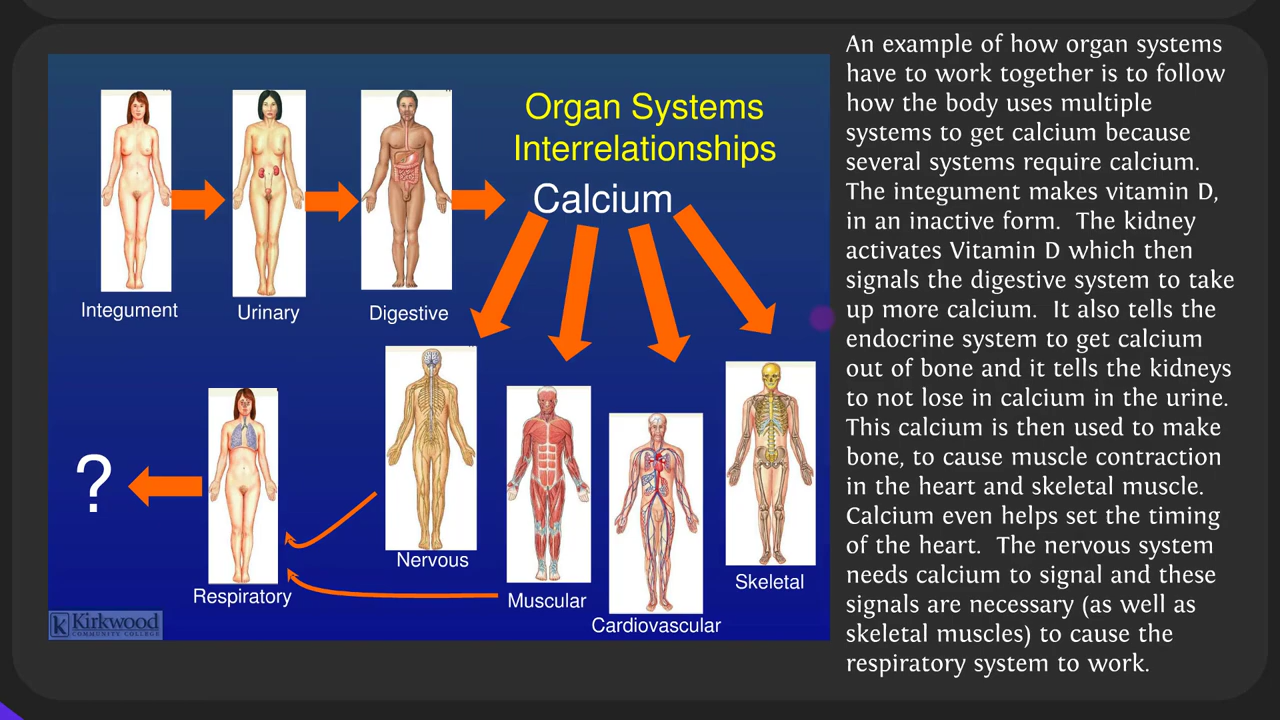 Organ Systems
Interrelationships
Calcium
Integument
Urinary
Digestive
?
Respiratory
Nervous
Muscular
Cardiovascular
Skeletal
Kirkwood
COMMUNITY COLLEGE
An example of how organ systems
have to work together is to follow
how the body uses multiple
systems to get calcium because
several systems require calcium.
The integument makes vitamin D,
in an inactive form. The kidney
activates Vitamin D which then
signals the digestive system to take
up more calcium. It also tells the
endocrine system to get calcium
out of bone and it tells the kidneys
to not lose in calcium in the urine.
This calcium is then used to make
bone, to cause muscle contraction
in the heart and skeletal muscle.
Calcium even helps set the timing
of the heart. The nervous system
needs calcium to signal and these
signals are necessary (as well as
skeletal muscles) to cause the
respiratory system to work.